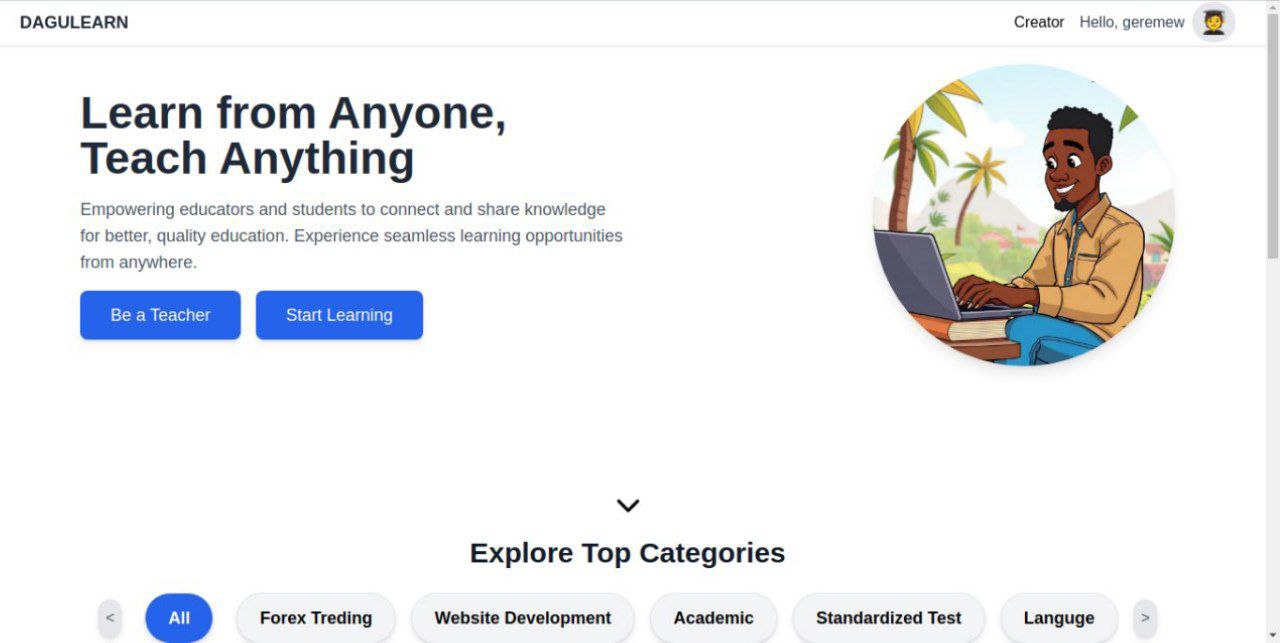 DAGULEARN
Creator Hello, geremew
Learn from Anyone,
Teach Anything
Empowering educators and students to connect and share knowledge
for better, quality education. Experience seamless learning opportunities
from anywhere.
Be a Teacher Start Learning
Explore Top Categories
< All Forex Treding Website Development Academic Standardized Test Languge >